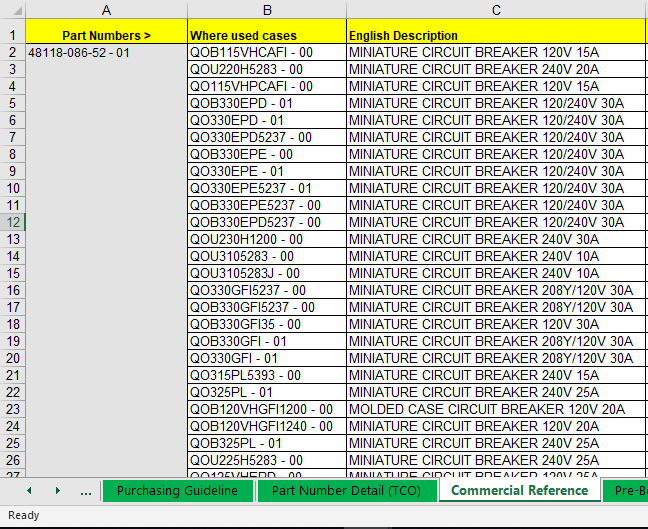 A B C
1 Part Numbers > Where used cases English Description
2 48118-086-52 - 01 QOB115VHCAFI - 00 MINIATURE CIRCUIT BREAKER 120V 15A
3 QOU220H5283 - 00 MINIATURE CIRCUIT BREAKER 240V 20A
4 QO115VHPCAFI - 00 MINIATURE CIRCUIT BREAKER 120V 15A
5 QOB330EPD - 01 MINIATURE CIRCUIT BREAKER 120/240V 30A
6 QO330EPD - 01 MINIATURE CIRCUIT BREAKER 120/240V 30A
7 QO330EPD5237 - 00 MINIATURE CIRCUIT BREAKER 120/240V 30A
8 QOB330EPE - 00 MINIATURE CIRCUIT BREAKER 120/240V 30A
9 QO330EPE - 01 MINIATURE CIRCUIT BREAKER 120/240V 30A
10 QO330EPE5237 - 01 MINIATURE CIRCUIT BREAKER 120/240V 30A
11 QOB330EPE5237 - 00 MINIATURE CIRCUIT BREAKER 120/240V 30A
12 QOB330EPD5237 - 00 MINIATURE CIRCUIT BREAKER 120/240V 30A
13 QOU230H1200 - 00 MINIATURE CIRCUIT BREAKER 240V 30A
14 QOU3105283 - 00 MINIATURE CIRCUIT BREAKER 240V 10A
15 QOU3105283J - 00 MINIATURE CIRCUIT BREAKER 240V 10A
16 QO330GFI5237 - 00 MINIATURE CIRCUIT BREAKER 208Y/120V 30A
17 QOB330GFI5237 - 00 MINIATURE CIRCUIT BREAKER 208Y/120V 30A
18 QOB330GFI35 - 00 MINIATURE CIRCUIT BREAKER 120V 30A
19 QOB330GFI - 01 MINIATURE CIRCUIT BREAKER 208Y/120V 30A
20 QO330GFI - 01 MINIATURE CIRCUIT BREAKER 208Y/120V 30A
21 QO315PL5393 - 00 MINIATURE CIRCUIT BREAKER 240V 15A
22 QO325PL - 01 MINIATURE CIRCUIT BREAKER 240V 25A
23 QOB120VHGFI1200 - 00 MOLDED CASE CIRCUIT BREAKER 120V 20A
24 QOB120VHGFI1240 - 00 MINIATURE CIRCUIT BREAKER 120V 20A
25 QOB325PL - 01 MINIATURE CIRCUIT BREAKER 240V 25A
26 QOU225H5283 - 00 MINIATURE CIRCUIT BREAKER 240V 25A
27
... Purchasing Guideline Part Number Detail (TCO) Commercial Reference
Ready